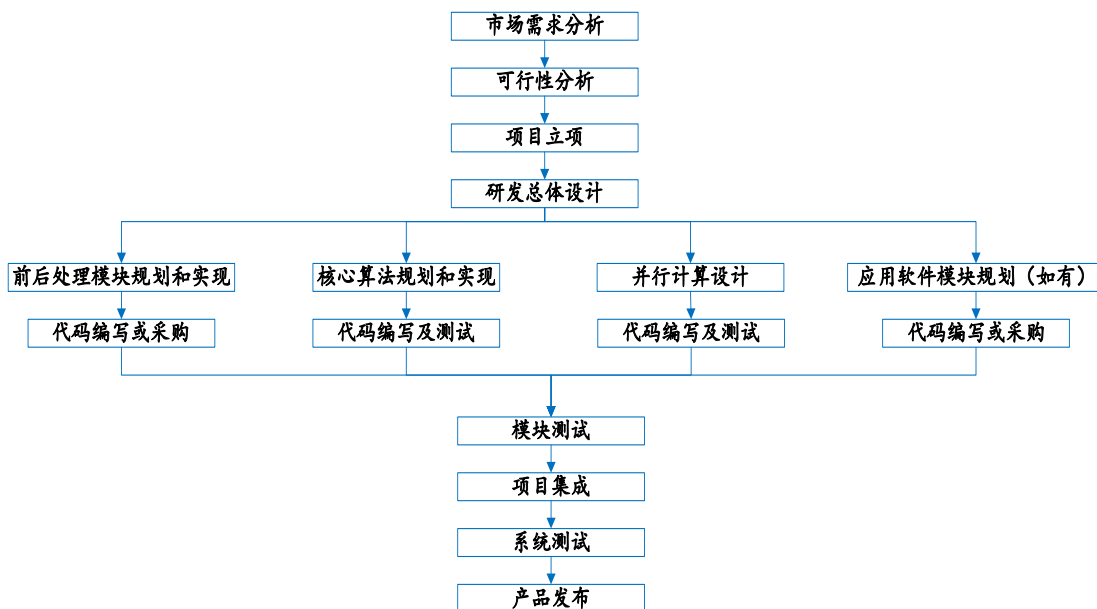 市场需求分析
可行性分析
项目立项
研发总体设计
前后处理模块规划和实现
核心算法规划和实现
并行计算设计
应用软件模块规划（如有）
代码编写或采购
代码编写及测试
代码编写及测试
代码编写或采购
模块测试
项目集成
系统测试
产品发布